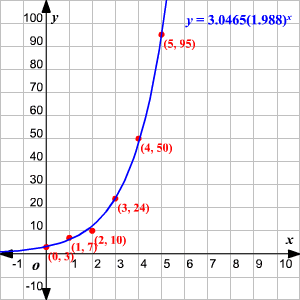 100 y y = 3.0465(1.988)ˣ
90 (5, 95)
80
70
60
50 (4, 50)
40
30
20 (3, 24)
10 (2, 10)
(1, 7)
(0, 3) x
-1 o 1 2 3 4 5 6 7 8 9 10
-10